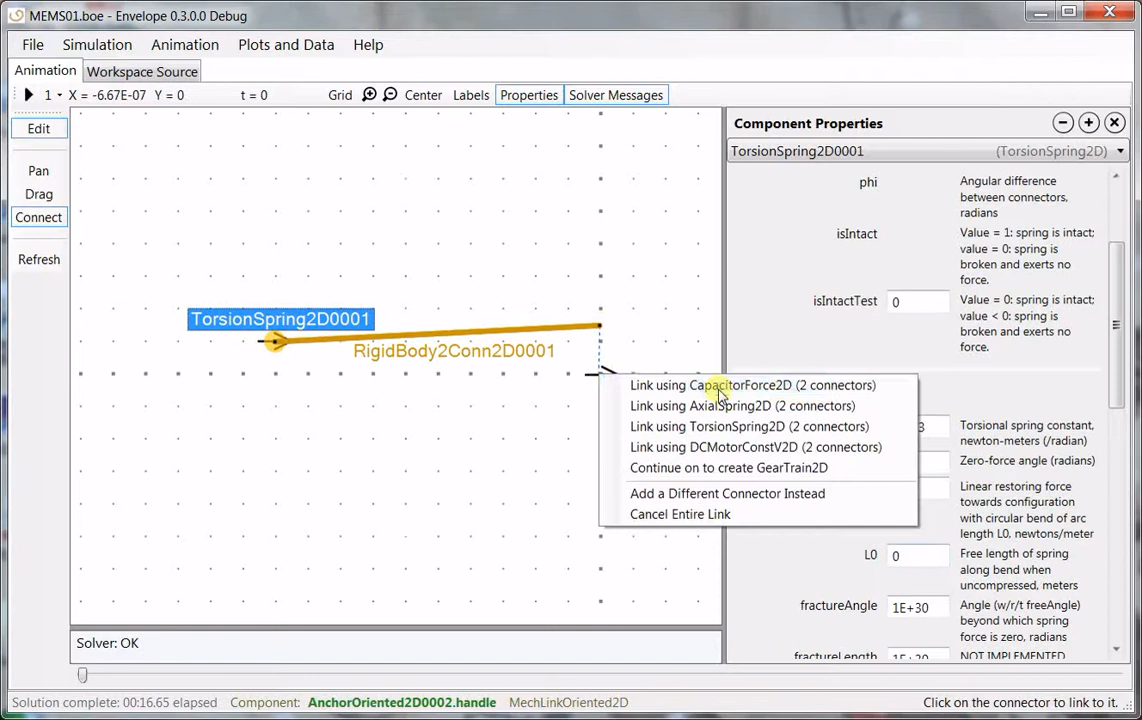 MEMS01.boe - Envelope 0.3.0.0 Debug
File Simulation Animation Plots and Data Help
Animation Workspace Source
1 X = -6.67E-07 Y = 0 t = 0 Grid Center Labels Properties Solver Messages
Edit
Pan
Drag
Connect
Refresh
TorsionSpring2D0001
RigidBody2Conn2D0001
Link using CapacitorForce2D (2 connectors)
Link using AxialSpring2D (2 connectors)
Link using TorsionSpring2D (2 connectors)
Link using DCMotorConstV2D (2 connectors)
Continue on to create GearTrain2D
Add a Different Connector Instead
Cancel Entire Link
Component Properties
TorsionSpring2D0001 (TorsionSpring2D)
phi Angular difference
between connectors,
radians
isIntact Value = 1: spring is intact;
value = 0: spring is
broken and exerts no
force.
isIntactTest 0 Value = 0: spring is intact;
value < 0: spring is
broken and exerts no
force.
3 Torsional spring constant,
newton-meters (/radian)
Zero-force angle (radians)
Linear restoring force
towards configuration
with circular bend of arc
length L0, newtons/meter
L0 0 Free length of spring
along bend when
uncompressed, meters
fractureAngle 1E+30 Angle (w/r/t freeAngle)
beyond which spring
force is zero, radians
fractureLength 1E+30 NOT IMPLEMENTED
Solver: OK
Solution complete: 00:16.65 elapsed Component: AnchorOriented2D0002.handle MechLinkOriented2D Click on the connector to link to it.